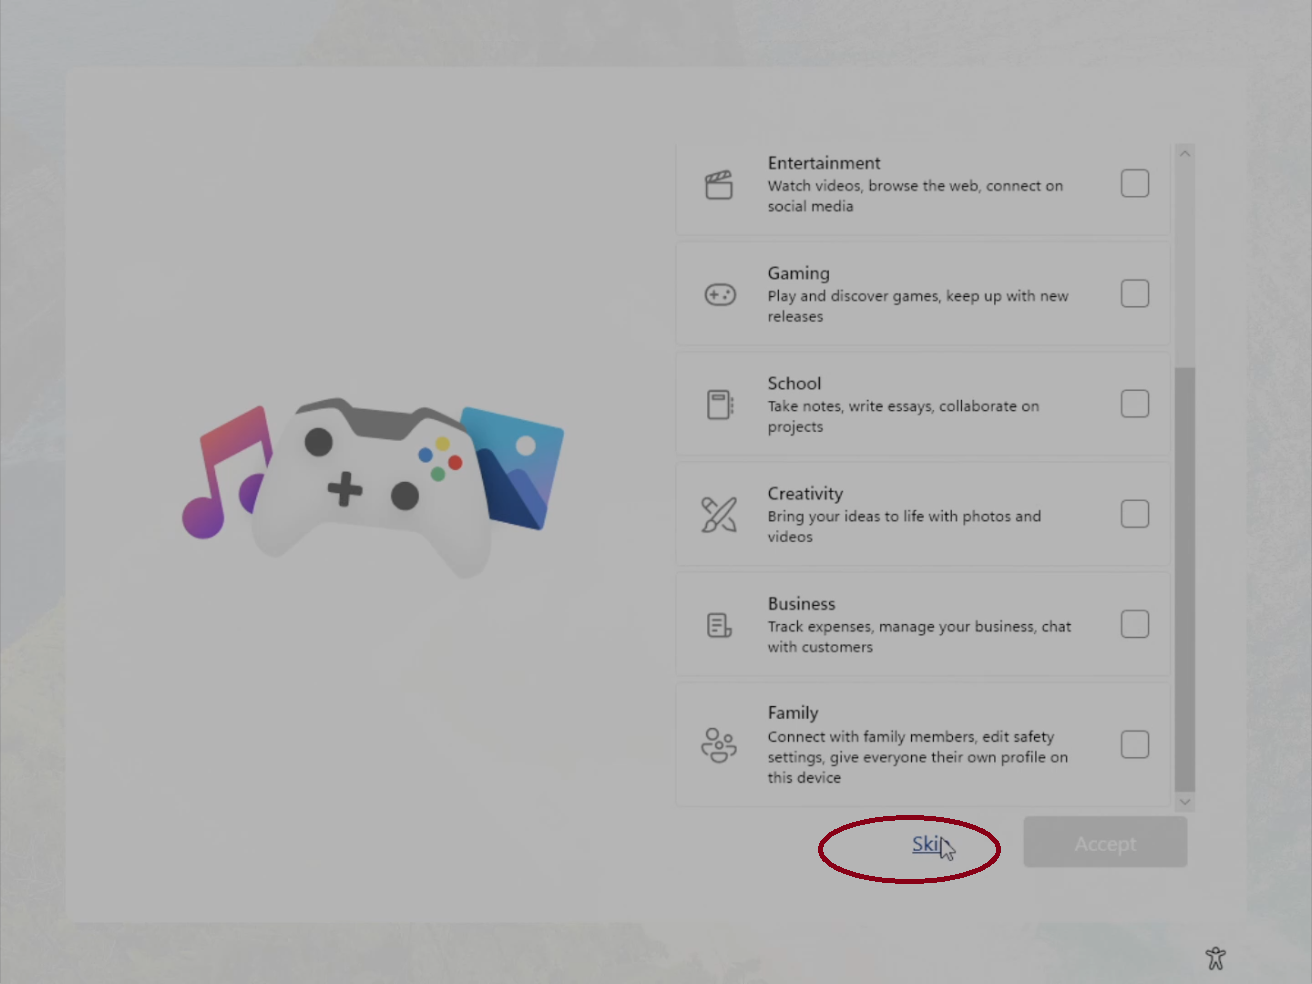 Entertainment
Watch videos, browse the web, connect on
social media
Gaming
Play and discover games, keep up with new
releases
School
Take notes, write essays, collaborate on
projects
Creativity
Bring your ideas to life with photos and
videos
Business
Track expenses, manage your business, chat
with customers
Family
Connect with family members, edit safety
settings, give everyone their own profile on
this device
Skip
Accept